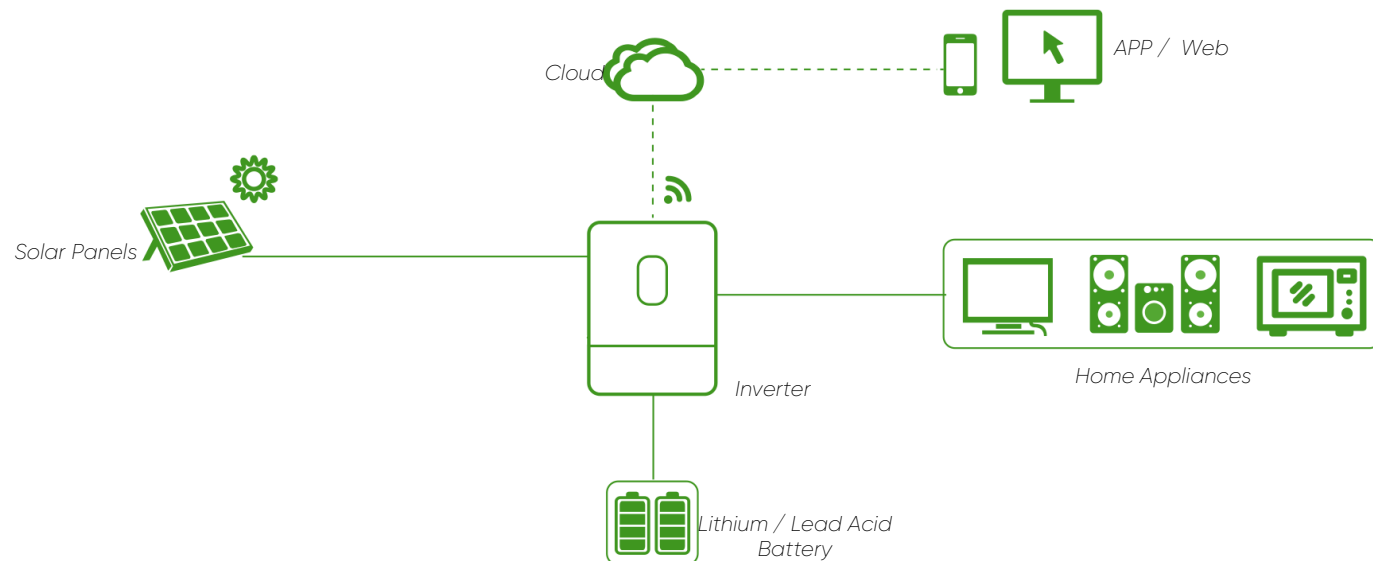 Cloud
APP / Web
Solar Panels
Home Appliances
Inverter
Lithium / Lead Acid
Battery